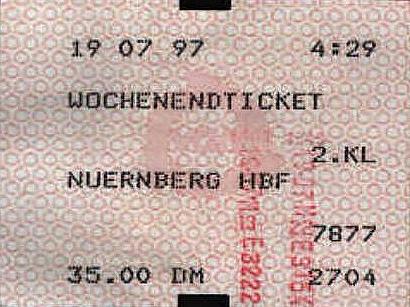 19 07 97 4:29
WOCHENENDTICKET
2.KL
NUERNBERG HBF
7877
35.00 DM 2704